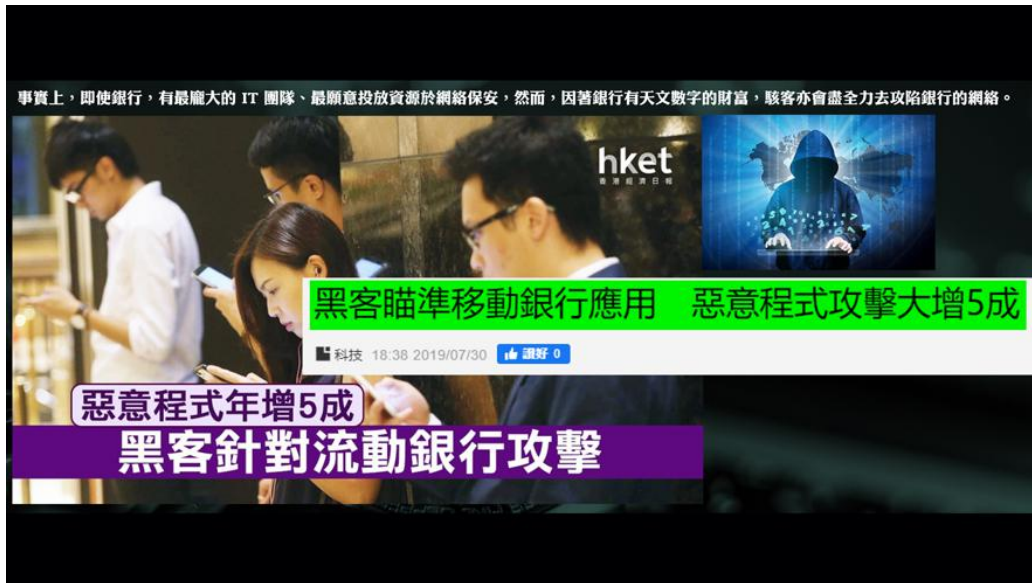 事實上，即使銀行，有最龐大的 IT 團隊、最願意投放資源於網絡保安，然而，因著銀行有天文數字的財富，駭客亦會盡全力去攻陷銀行的網絡。
hket
香港經濟日報
黑客瞄準移動銀行應用　惡意程式攻擊大增5成
科技 18:38 2019/07/30 讚好 0
惡意程式年增5成
黑客針對流動銀行攻擊